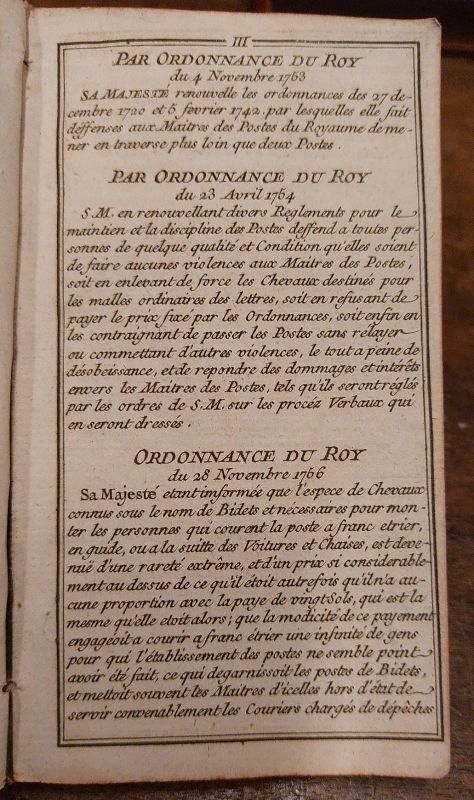 III
PAR ORDONNANCE DU ROY
du 4 Novembre 1753
SA MAJESTÉ renouvelle les ordonnances des 27 de-
cembre 1720 et 5 fevrier 1742. par lesquelles elle fait
deffenses aux Maitres des Postes du Royaume de me-
ner en traverse plus loin que deux Postes.
PAR ORDONNANCE DU ROY
du 23 Avril 1754
S.M. en renouvellant divers Reglements pour le
maintien et la discipline des Postes deffend a toutes per-
sonnes de quelque qualité et Condition qu'elles soient
de faire aucunes violences aux Maitres des Postes,
soit en enlevant de force les Chevaux destinés pour
les malles ordinaires des lettres, soit en refusant de
payer le prix fixé par les Ordonnances, soit enfin en
les contraignant de passer les Postes sans relayer
ou commettant d'autres violences, le tout a peine de
désobeissance, et de repondre des dommages et intérêts
envers les Maitres des Postes, tels qu'ils seront réglés
par les ordres de S.M. sur les procéz Verbaux qui
en seront dressés.
ORDONNANCE DU ROY
du 28 Novembre 1756
Sa Majesté etant informée que l'espece de Chevaux
connus sous le nom de Bidets et nécessaires pour mon-
ter les personnes qui courent la poste a franc etrier,
en guide, ou a la suitte des Voitures et Chaises, est deve-
nuë d'une rareté extrême, et d'un prix si considerable-
ment au dessus de ce qu'il étoit autrefois qu'il n'a au-
cune proportion avec la paye de vingt Sols, qui est la
mesme qu'elle etoit alors; que la modicité de ce payement
engageoit a courir a franc étrier une infinité de gens
pour qui l'établissement des postes ne semble point
avoir été fait, ce qui degarnissoit les postes de Bidets,
et mettoit souvent les Maitres d'icelles hors d'état de
servir convenablement les Couriers chargés de dépêches